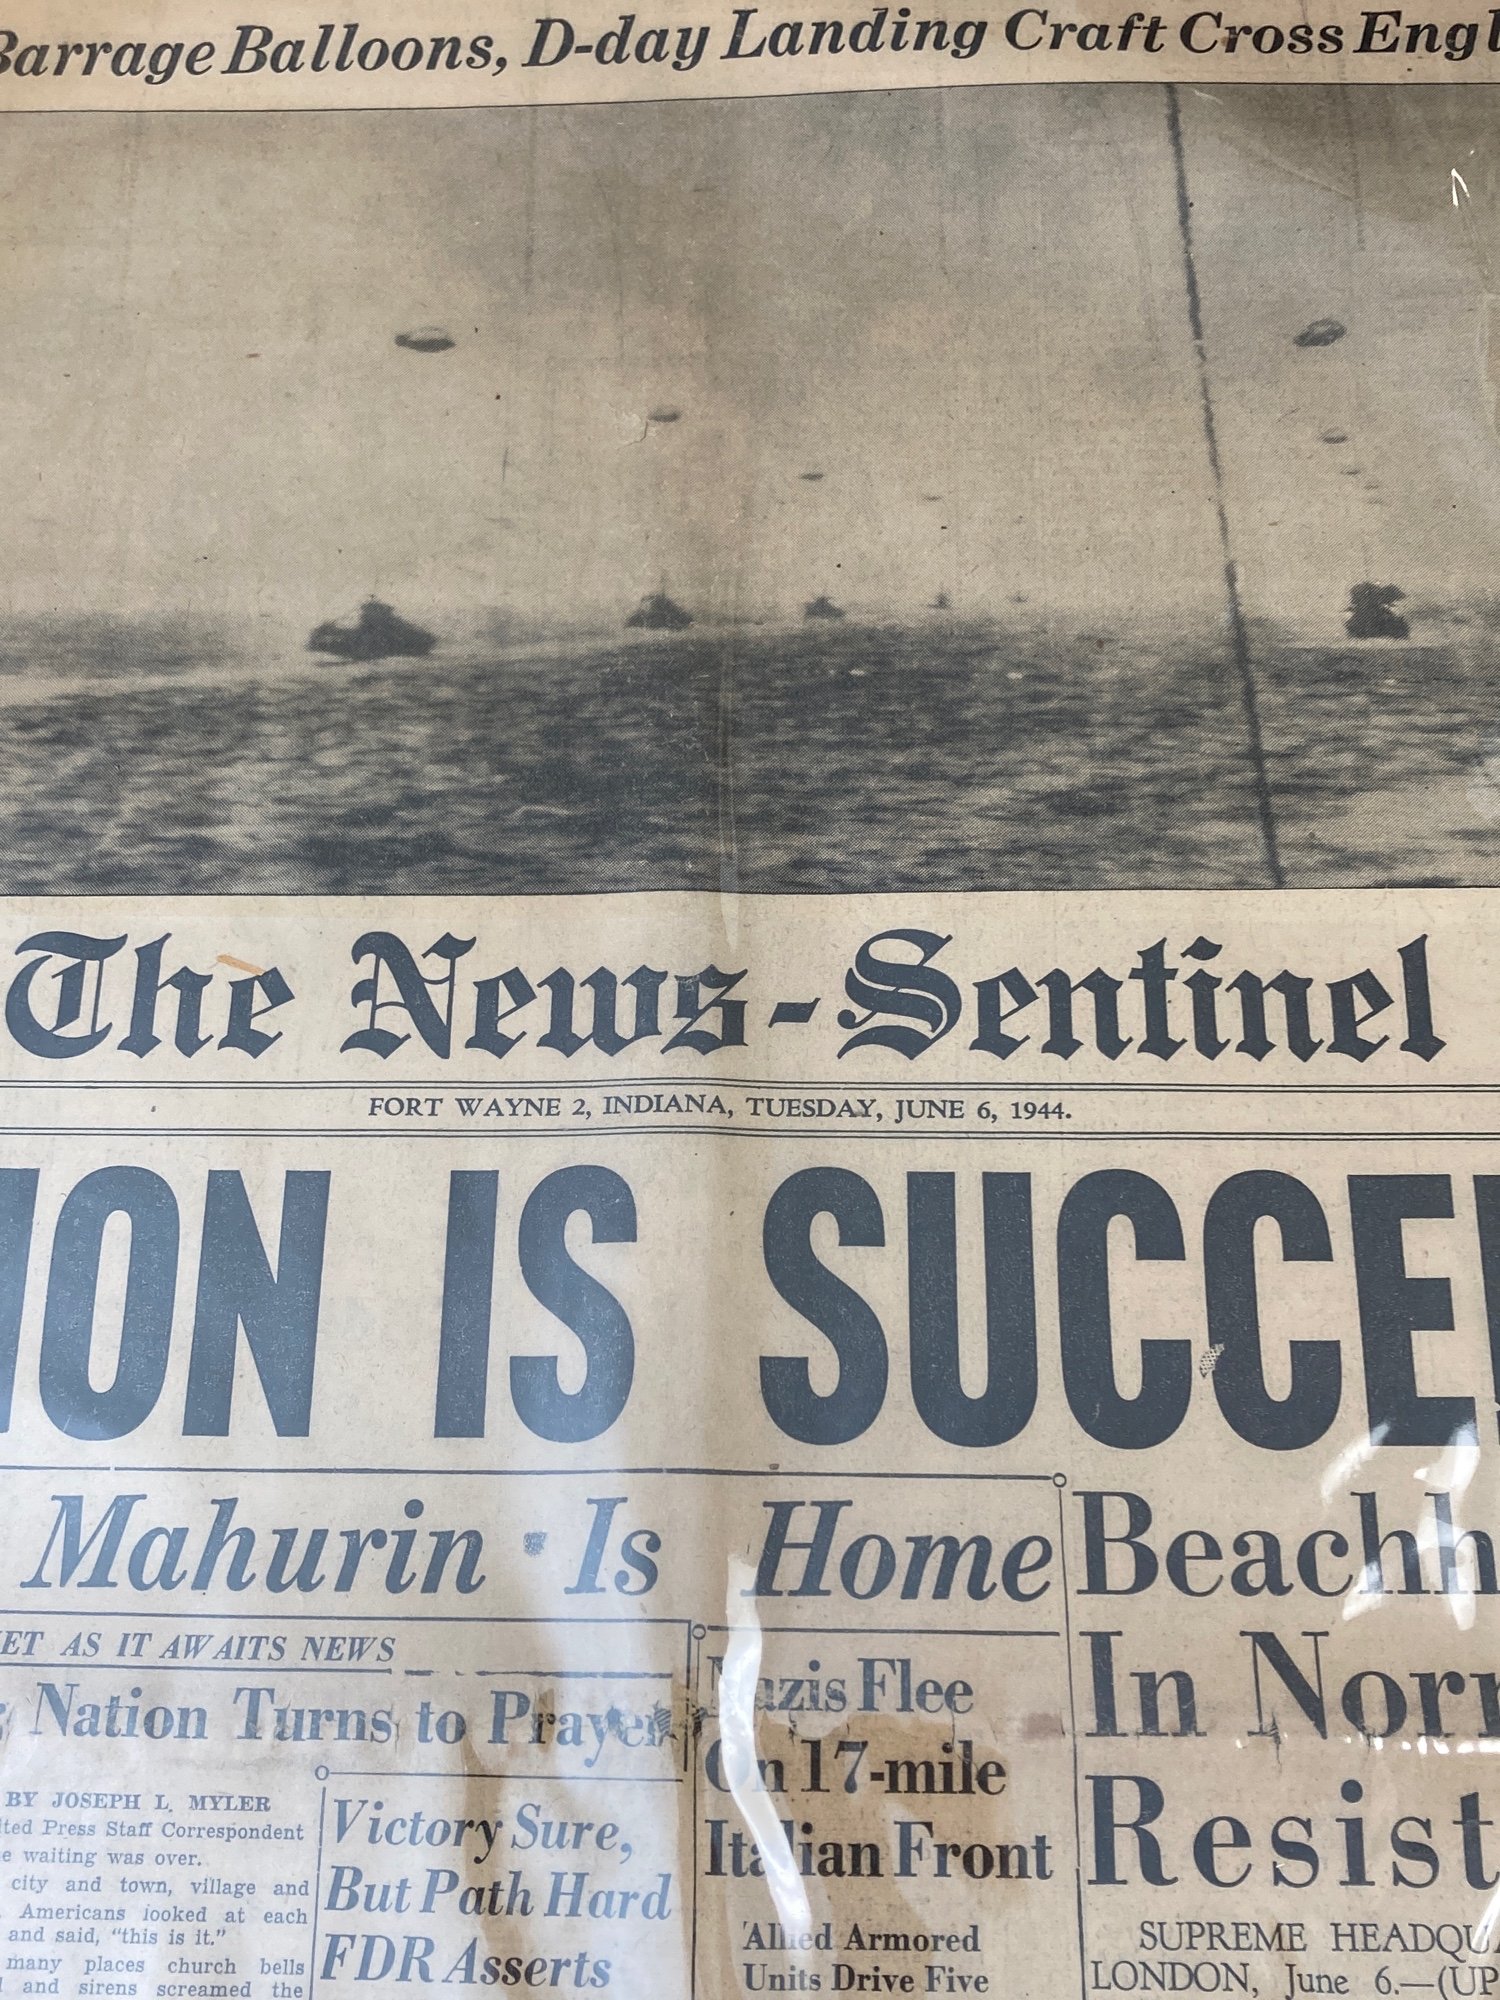 Barrage Balloons, D-day Landing Craft Cross Engl
The News-Sentinel
FORT WAYNE 2, INDIANA, TUESDAY, JUNE 6, 1944.
ION IS SUCCE
Mahurin Is Home
ET AS IT AWAITS NEWS
Nation Turns to Prayer
BY JOSEPH L. MYLER
ited Press Staff Correspondent
e waiting was over.
city and town, village and
Americans looked at each
and said, "this is it."
many places church bells
and sirens screamed the
Victory Sure,
But Path Hard
FDR Asserts
Nazis Flee
On 17-mile
Italian Front
Allied Armored
Units Drive Five
Beachh
In Norr
Resist
SUPREME HEADQU
LONDON, June 6.—(UP